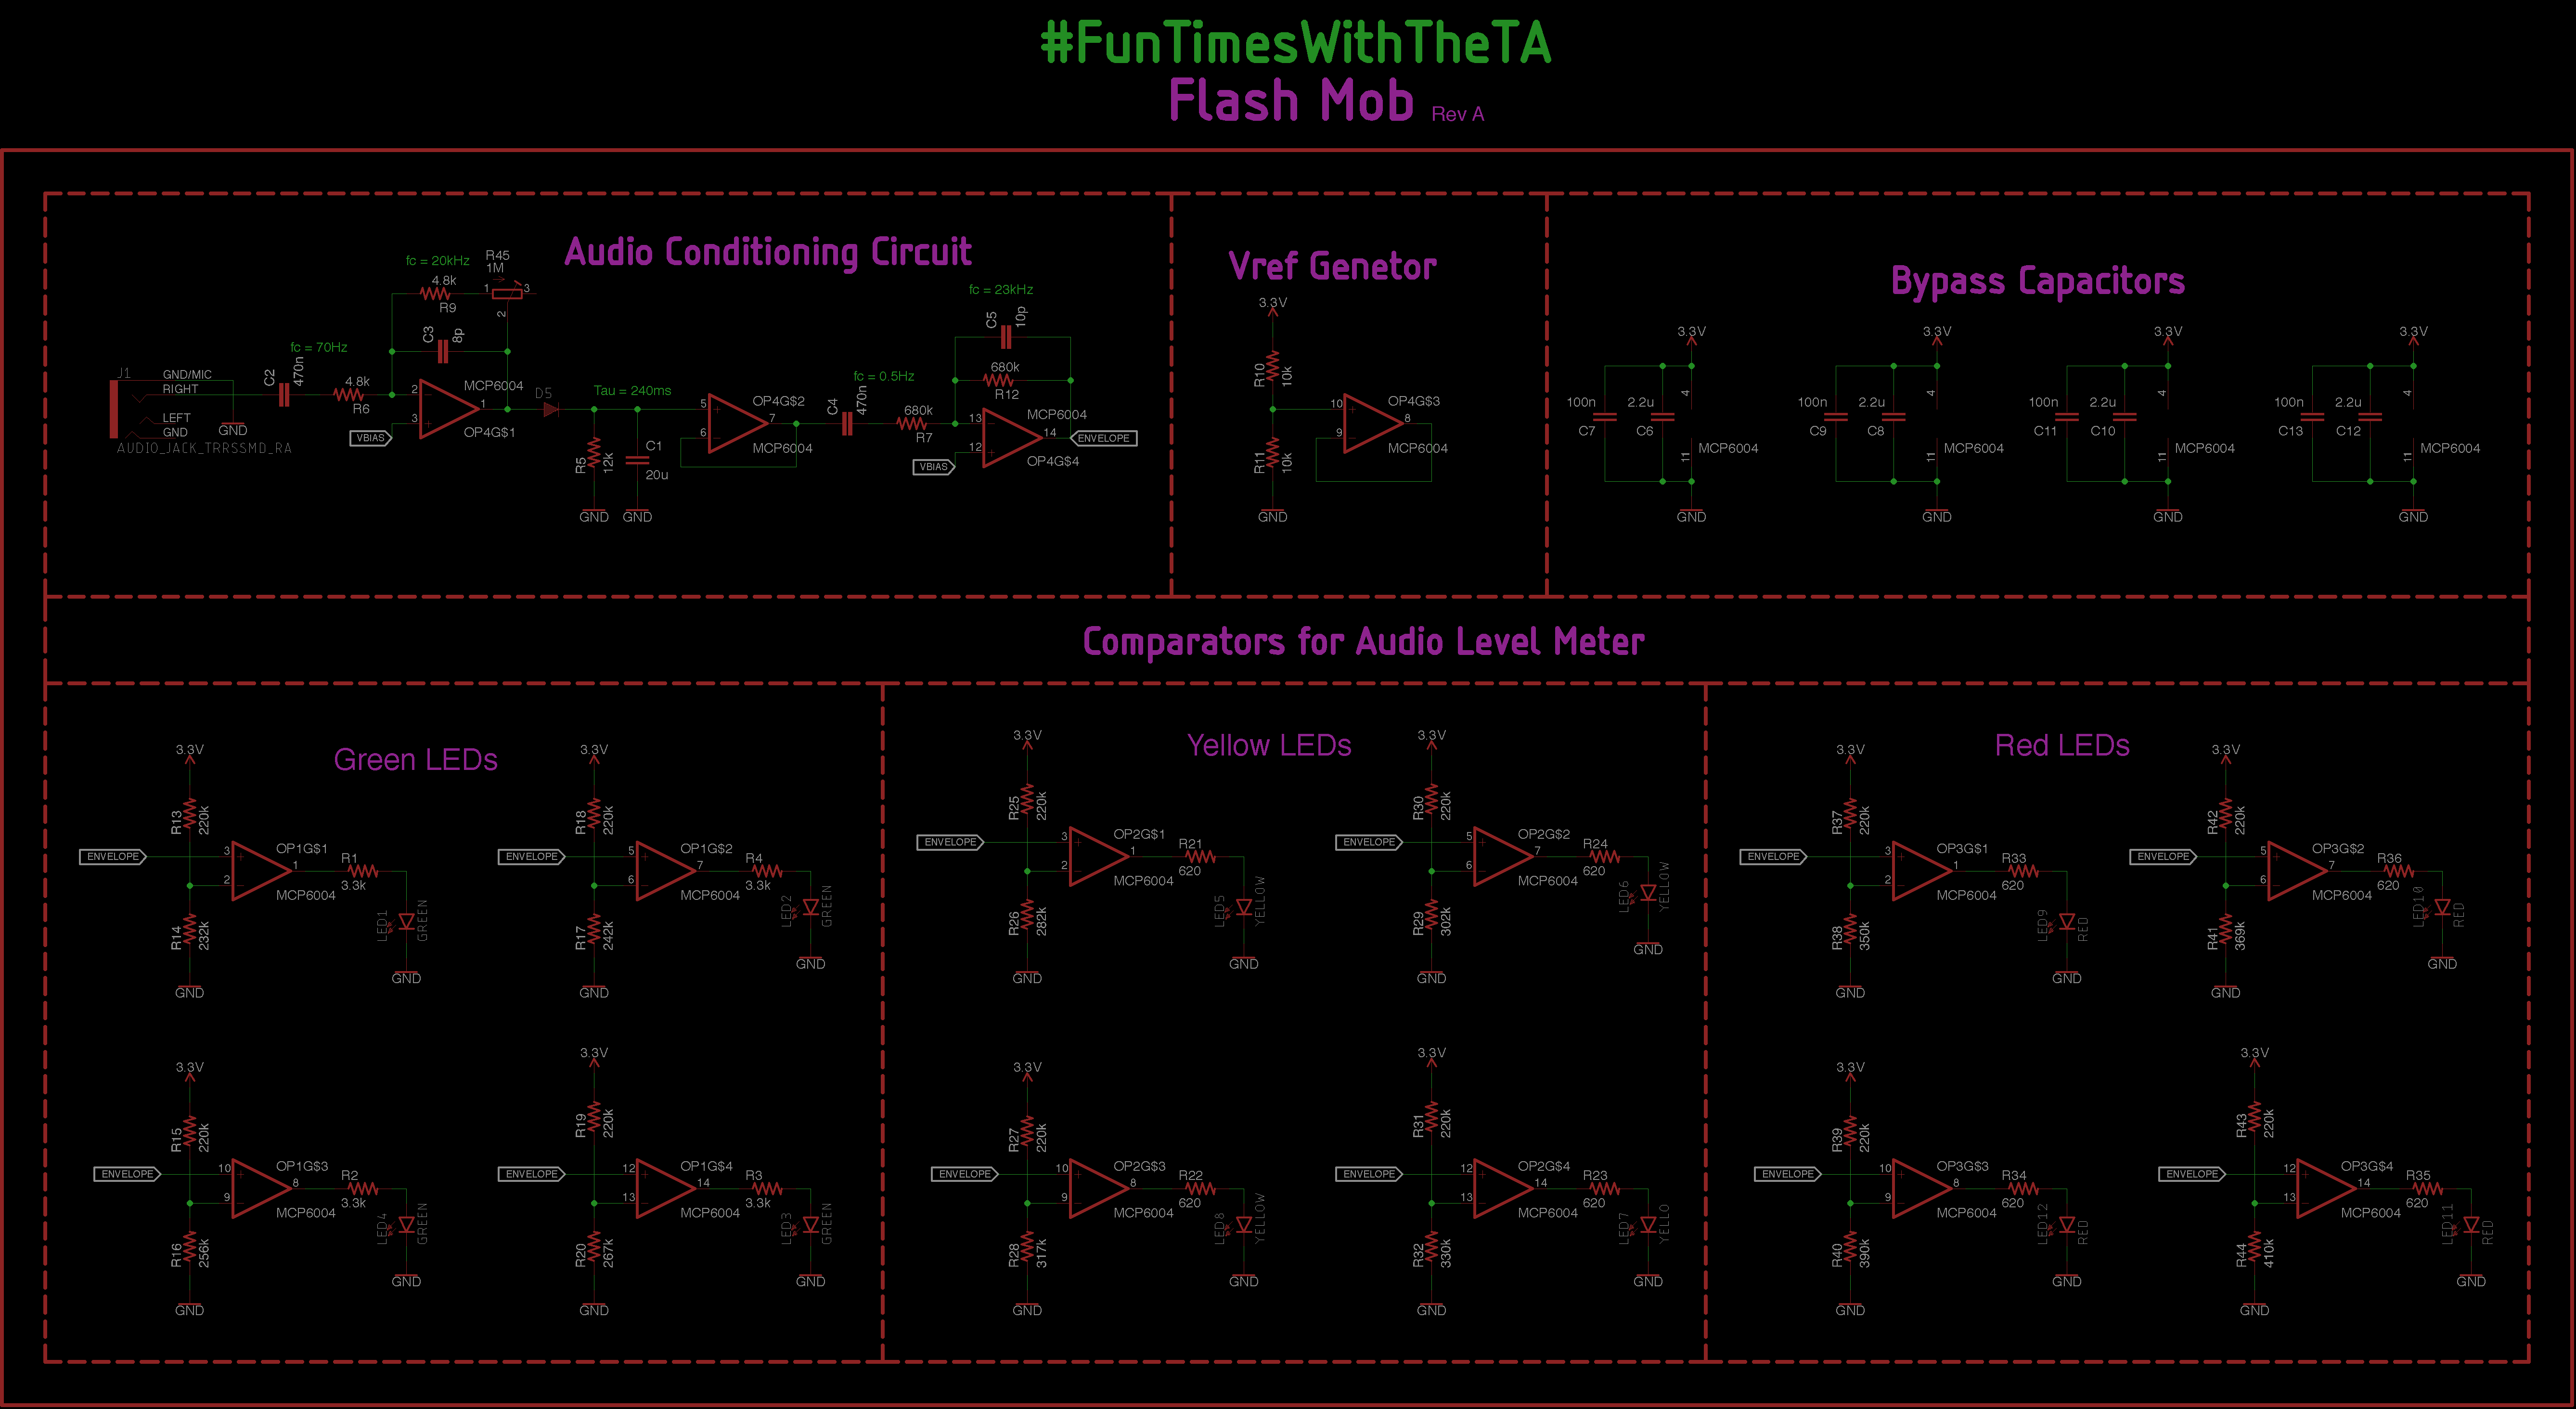 #FunTimesWithTheTA
Flash Mob Rev A
Audio Conditioning Circuit
fc = 20kHz
R45
1M
1
3
2
4.8k
R9
C3
8p
fc = 70Hz
J1
GND/MIC
RIGHT
LEFT
GND
AUDIO_JACK_TRRSSMD_RA
GND
C2
470n
4.8k
R6
VBIAS
2
3
1
MCP6004
OP4G$1
D5
Tau = 240ms
R5
12k
GND
C1
20u
GND
5
6
7
OP4G$2
MCP6004
fc = 0.5Hz
C4
470n
680k
R7
VBIAS
fc = 23kHz
C5
10p
680k
R12
13
12
14
MCP6004
OP4G$4
ENVELOPE
Vref Genetor
3.3V
R10
10k
R11
10k
GND
10
9
8
OP4G$3
MCP6004
Bypass Capacitors
3.3V
100n
C7
2.2u
C6
4
11
MCP6004
GND
3.3V
100n
C9
2.2u
C8
4
11
MCP6004
GND
3.3V
100n
C11
2.2u
C10
4
11
MCP6004
GND
3.3V
100n
C13
2.2u
C12
4
11
MCP6004
GND
Comparators for Audio Level Meter
Green LEDs
3.3V
R13
220k
ENVELOPE
3
2
1
OP1G$1
MCP6004
R1
3.3k
R14
232k
LED1
GREEN
GND
GND
3.3V
R18
220k
ENVELOPE
5
6
7
OP1G$2
MCP6004
R4
3.3k
R17
242k
LED2
GREEN
GND
GND
3.3V
R15
220k
ENVELOPE
10
9
8
OP1G$3
MCP6004
R2
3.3k
R16
256k
LED4
GREEN
GND
GND
3.3V
R19
220k
ENVELOPE
12
13
14
OP1G$4
MCP6004
R3
3.3k
R20
267k
LED3
GREEN
GND
GND
Yellow LEDs
3.3V
R25
220k
ENVELOPE
3
2
1
OP2G$1
MCP6004
R21
620
R26
282k
LED5
YELLOW
GND
GND
3.3V
R30
220k
ENVELOPE
5
6
7
OP2G$2
MCP6004
R24
620
R29
302k
LED6
YELLOW
GND
GND
3.3V
R27
220k
ENVELOPE
10
9
8
OP2G$3
MCP6004
R22
620
R28
317k
LED8
YELLOW
GND
GND
3.3V
R31
220k
ENVELOPE
12
13
14
OP2G$4
MCP6004
R23
620
R32
330k
LED7
YELLO
GND
GND
Red LEDs
3.3V
R37
220k
ENVELOPE
3
2
1
OP3G$1
MCP6004
R33
620
R38
350k
LED9
RED
GND
GND
3.3V
R42
220k
ENVELOPE
5
6
7
OP3G$2
MCP6004
R36
620
R41
369k
LED10
RED
GND
GND
3.3V
R39
220k
ENVELOPE
10
9
8
OP3G$3
MCP6004
R34
620
R40
390k
LED12
RED
GND
GND
3.3V
R43
220k
ENVELOPE
12
13
14
OP3G$4
MCP6004
R35
620
R44
410k
LED11
RED
GND
GND